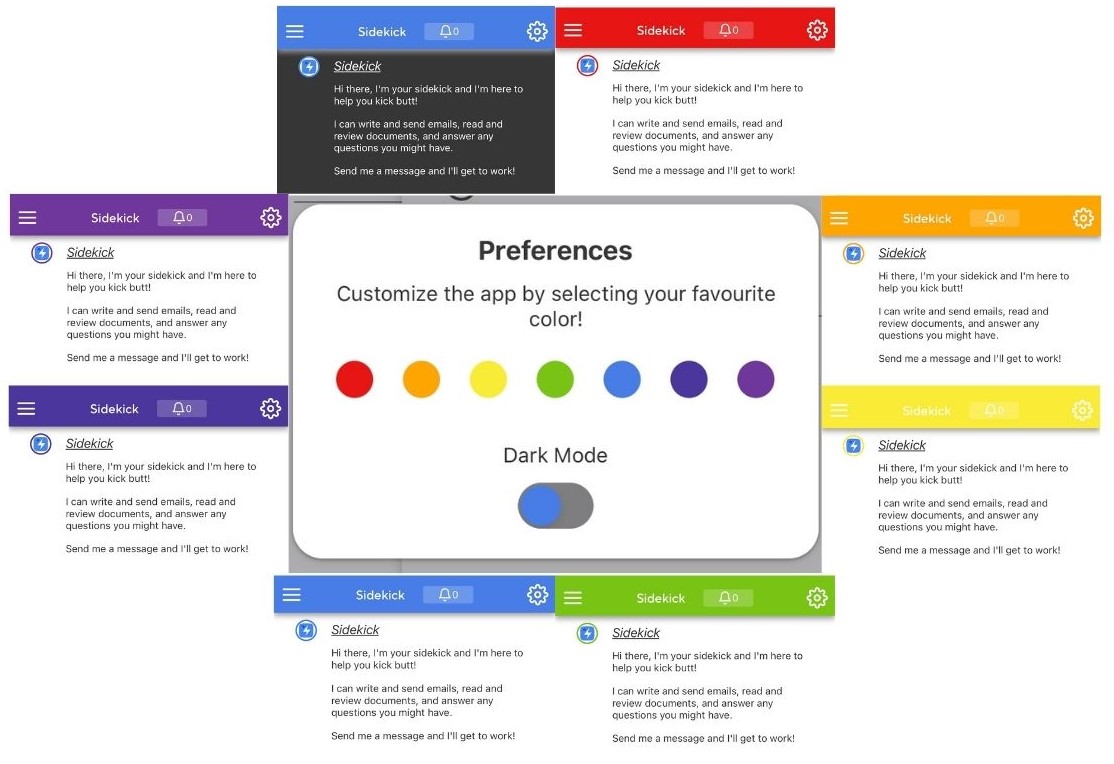 Sidekick 0
Sidekick
Hi there, I'm your sidekick and I'm here to
help you kick butt!
I can write and send emails, read and
review documents, and answer any
questions you might have.
Send me a message and I'll get to work!
Sidekick 0
Sidekick
Hi there, I'm your sidekick and I'm here to
help you kick butt!
I can write and send emails, read and
review documents, and answer any
questions you might have.
Send me a message and I'll get to work!
Sidekick 0
Sidekick
Hi there, I'm your sidekick and I'm here to
help you kick butt!
I can write and send emails, read and
review documents, and answer any
questions you might have.
Send me a message and I'll get to work!
Preferences
Customize the app by selecting your favourite
color!
Dark Mode
Sidekick 0
Sidekick
Hi there, I'm your sidekick and I'm here to
help you kick butt!
I can write and send emails, read and
review documents, and answer any
questions you might have.
Send me a message and I'll get to work!
Sidekick 0
Sidekick
Hi there, I'm your sidekick and I'm here to
help you kick butt!
I can write and send emails, read and
review documents, and answer any
questions you might have.
Send me a message and I'll get to work!
Sidekick 0
Sidekick
Hi there, I'm your sidekick and I'm here to
help you kick butt!
I can write and send emails, read and
review documents, and answer any
questions you might have.
Send me a message and I'll get to work!
Sidekick 0
Sidekick
Hi there, I'm your sidekick and I'm here to
help you kick butt!
I can write and send emails, read and
review documents, and answer any
questions you might have.
Send me a message and I'll get to work!
Sidekick 0
Sidekick
Hi there, I'm your sidekick and I'm here to
help you kick butt!
I can write and send emails, read and
review documents, and answer any
questions you might have.
Send me a message and I'll get to work!